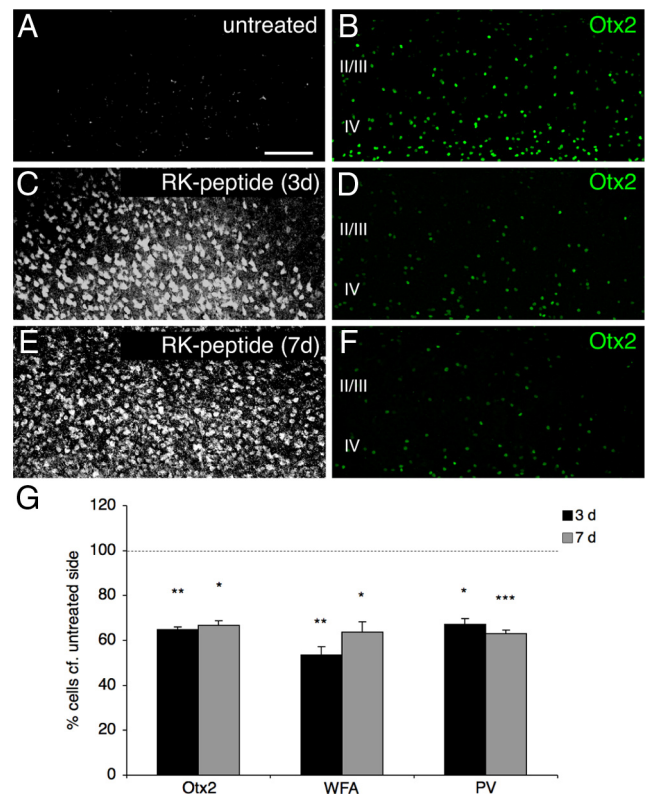 A untreated
B Otx2
II/III
IV
C RK-peptide (3d)
D Otx2
II/III
IV
E RK-peptide (7d)
F Otx2
II/III
IV
G
% cells cf. untreated side
120
100
80
60
40
20
0
3 d
7 d
** *
** *
* ***
Otx2 WFA PV